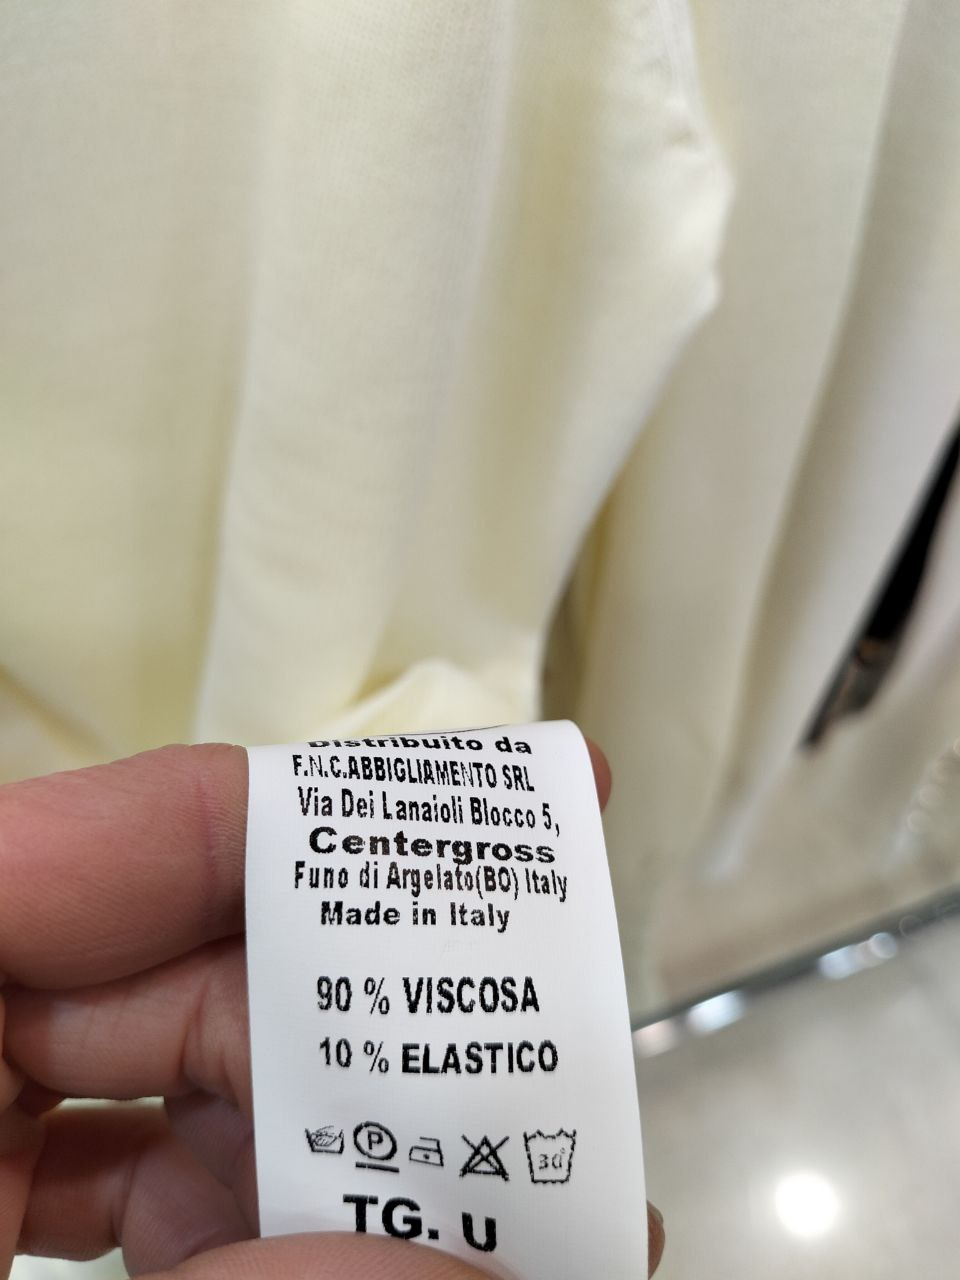 Distribuito da
F.N.C.ABBIGLIAMENTO SRL
Via Dei Lanaioli Blocco 5,
Centergross
Funo di Argelato(BO) Italy
Made in Italy
90 % VISCOSA
10 % ELASTICO
P 30°
TG. U